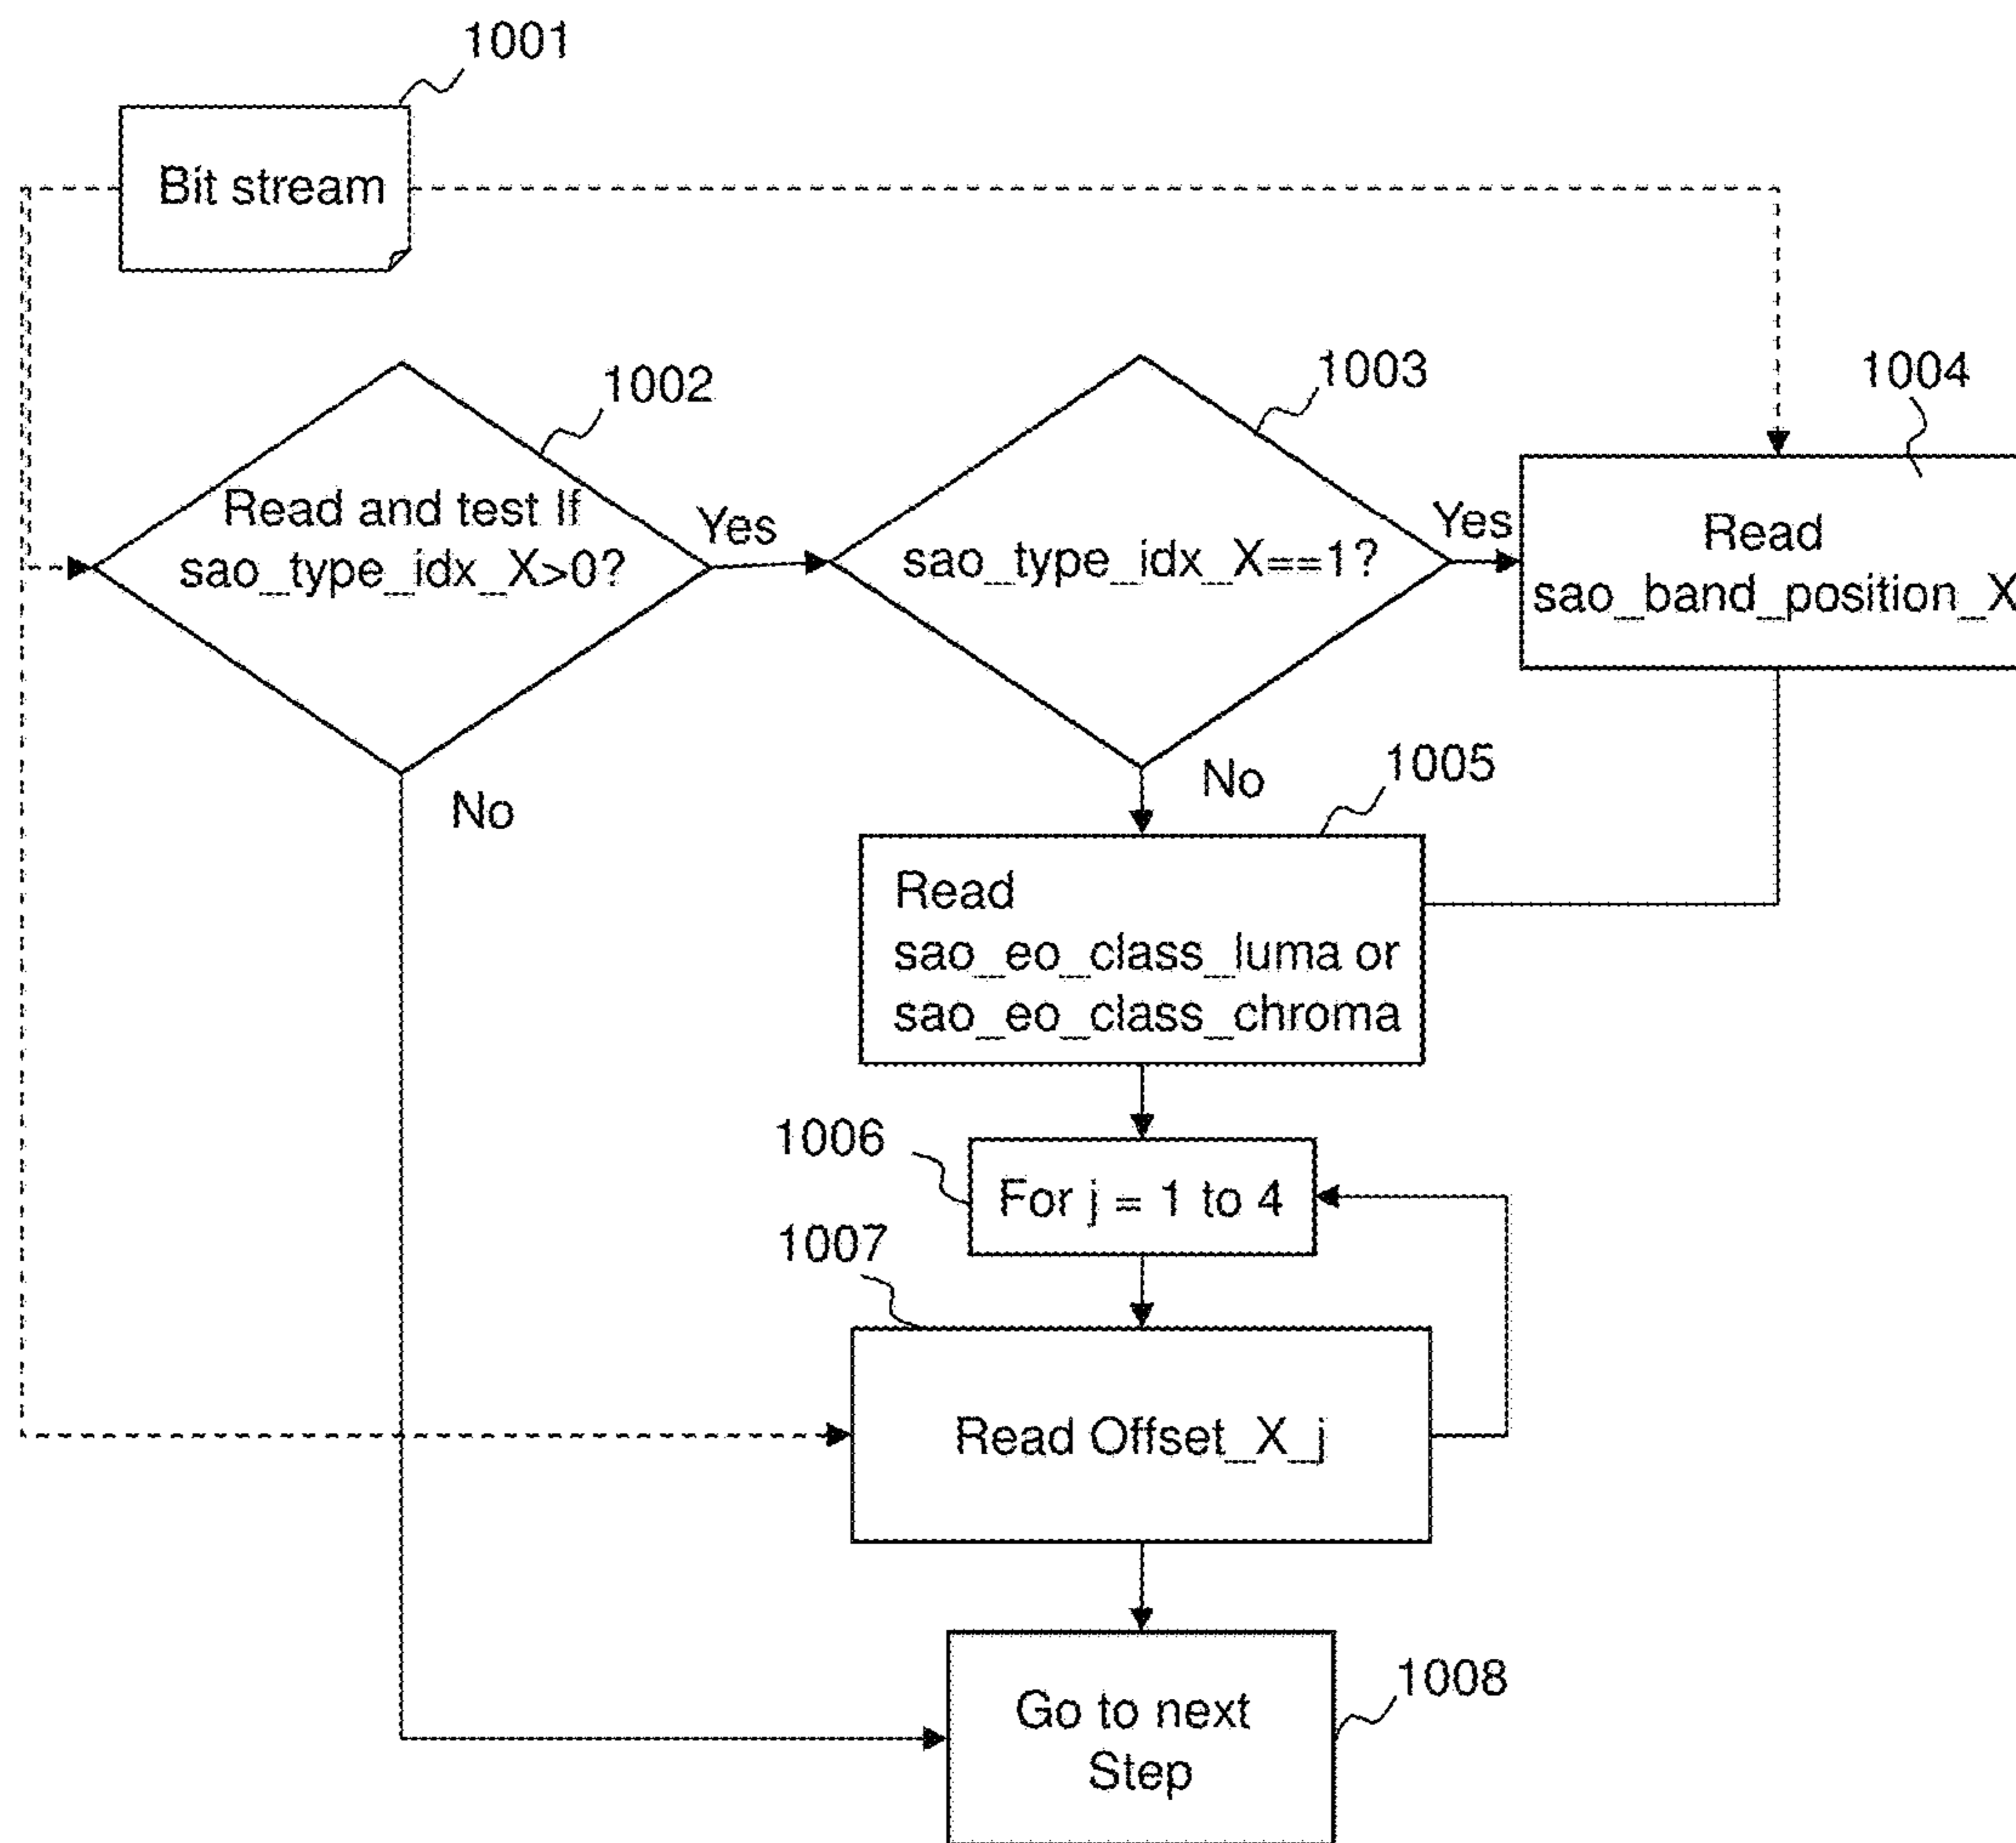 1001
Bit stream
1002
1003
1004
Read and test If
sao_type_idx_X>0?
Yes
sao_type_idx_X==1?
Yes
Read
sao_band_position_X
No
No
1005
Read
sao_eo_class_luma or
sao_eo_class_chroma
1006
For j = 1 to 4
1007
Read Offset_X_j
Go to next
Step
1008